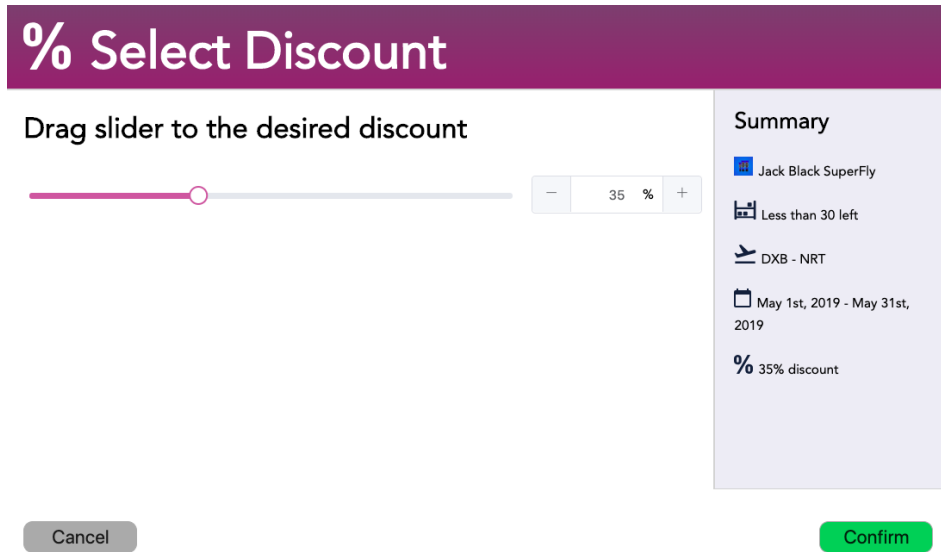 % Select Discount
Drag slider to the desired discount
− 35 % +
Summary
Jack Black SuperFly
Less than 30 left
DXB - NRT
May 1st, 2019 - May 31st,
2019
% 35% discount
Cancel
Confirm